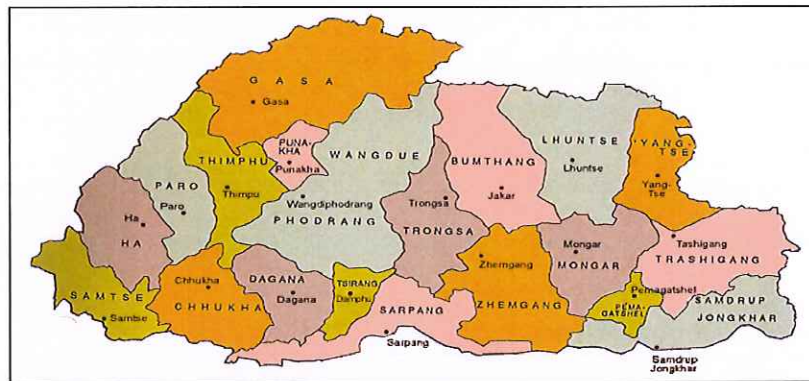 GASA
Gasa
PUNA-
KHA
Punakha
THIMPHU
Thimpu
WANGDUE
Wangdiphodrang
PHODRANG
PARO
Paro
Ha
HA
BUMTHANG
Jakar
LHUNTSE
Lhuntse
YANG-
TSE
Yang-
Tse
Trongsa
TRONGSA
Mongar
MONGAR
Tashigang
TRASHIGANG
SAMTSE
Samtse
Chhukha
CHHUKHA
DAGANA
Dagana
TSIRANG
Damphu
SARPANG
Sarpang
Zhemgang
ZHEMGANG
Pemagatshel
PEMA-
GATSHEL
SAMDRUP
JONGKHAR
Samdrup
Jongkhar